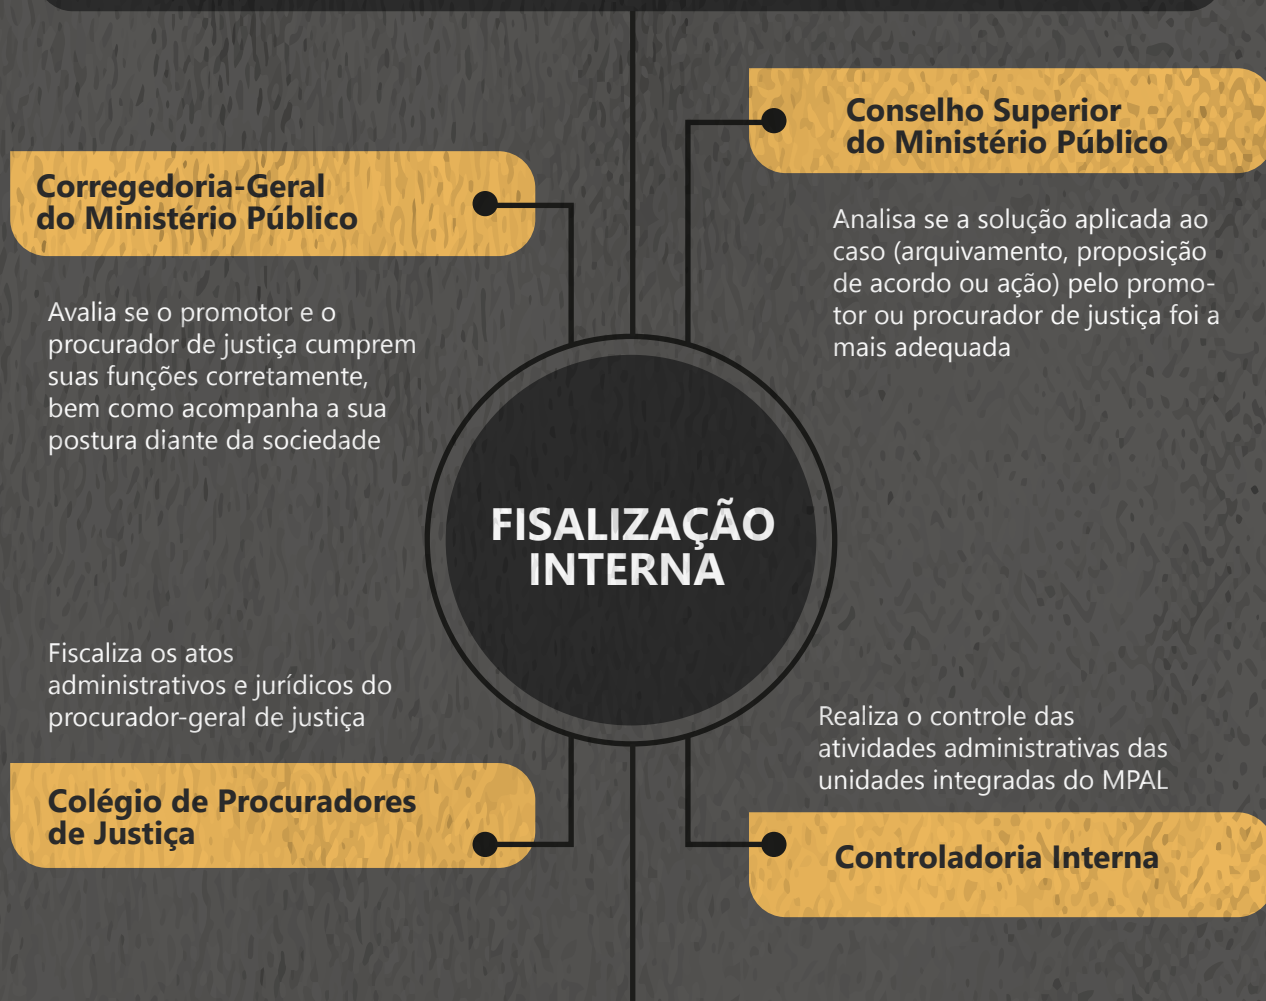 Conselho Superior
do Ministério Público
Analisa se a solução aplicada ao
caso (arquivamento, proposição
de acordo ou ação) pelo promo-
tor ou procurador de justiça foi a
mais adequada
Corregedoria-Geral
do Ministério Público
Avalia se o promotor e o
procurador de justiça cumprem
suas funções corretamente,
bem como acompanha a sua
postura diante da sociedade
FISALIZAÇÃO
INTERNA
Fiscaliza os atos
administrativos e jurídicos do
procurador-geral de justiça
Colégio de Procuradores
de Justiça
Realiza o controle das
atividades administrativas das
unidades integradas do MPAL
Controladoria Interna